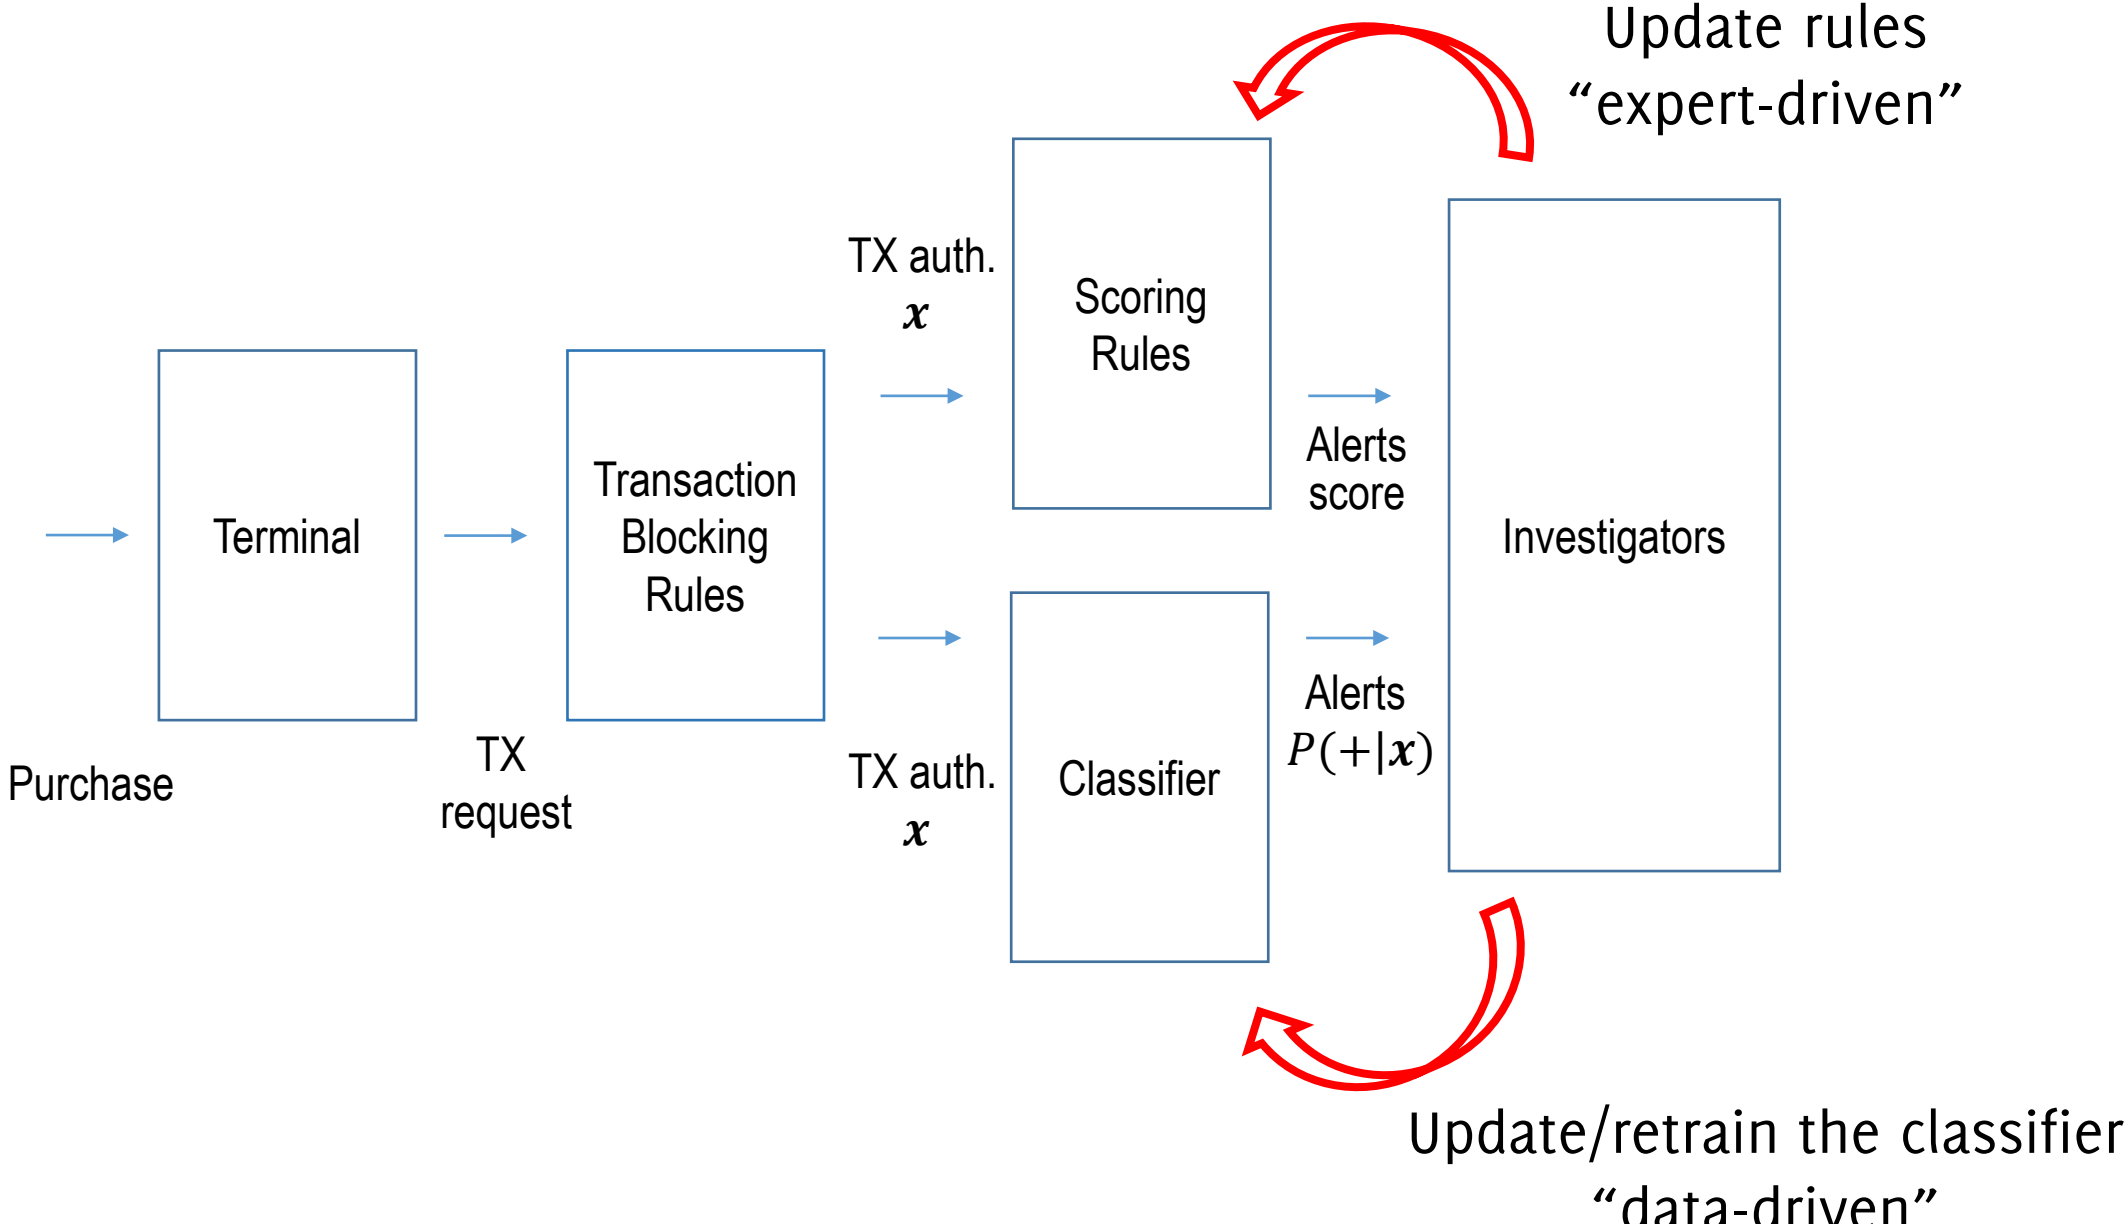 Update rules
“expert-driven”
TX auth.
x
Scoring
Rules
Alerts
score
Terminal
Transaction
Blocking
Rules
Investigators
Purchase
TX
request
TX auth.
x
Classifier
Alerts
P(+|x)
Update/retrain the classifier
“data-driven”